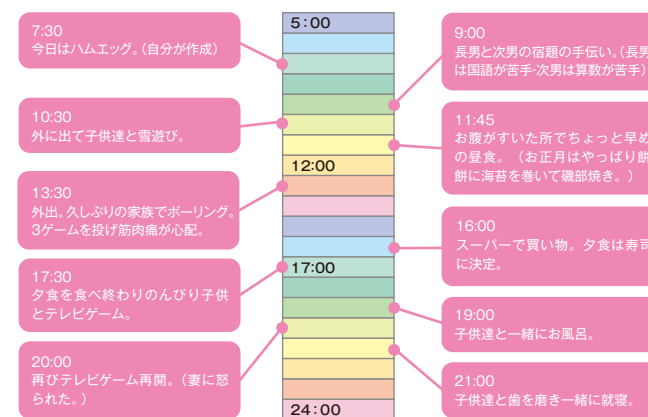 7:30
今日はハムエッグ。(自分が作成)
10:30
外に出て子供達と雪遊び。
13:30
外出。久しぶりの家族でボーリング。
3ゲームを投げ筋肉痛が心配。
17:30
夕食を食べ終わりのんびり子供
とテレビゲーム。
20:00
再びテレビゲーム再開。(妻に怒
られた。)
5:00
12:00
17:00
24:00
9:00
長男と次男の宿題の手伝い。(長男
は国語が苦手・次男は算数が苦手)
11:45
お腹がすいた所でちょっと早め
の昼食。(お正月はやっぱり餅
餅に海苔を巻いて磯部焼き。)
16:00
スーパーで買い物。夕食は寿司
に決定。
19:00
子供達と一緒にお風呂。
21:00
子供達と歯を磨き一緒に就寝。